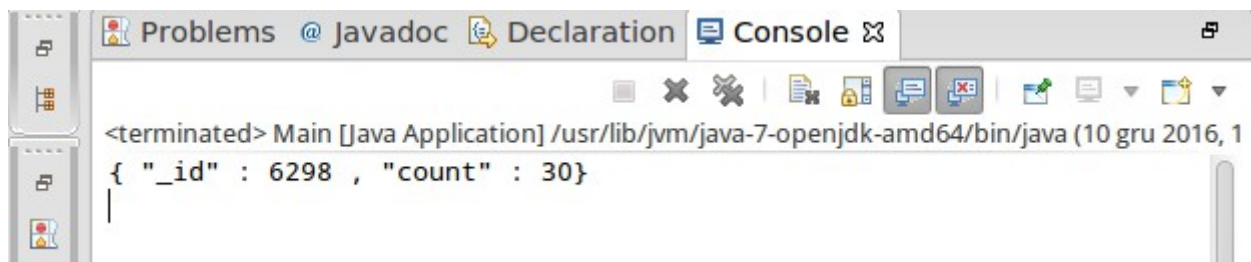 Problems @ Javadoc Declaration Console
<terminated> Main [Java Application] /usr/lib/jvm/java-7-openjdk-amd64/bin/java (10 gru 2016, 1
{ "_id" : 6298 , "count" : 30}